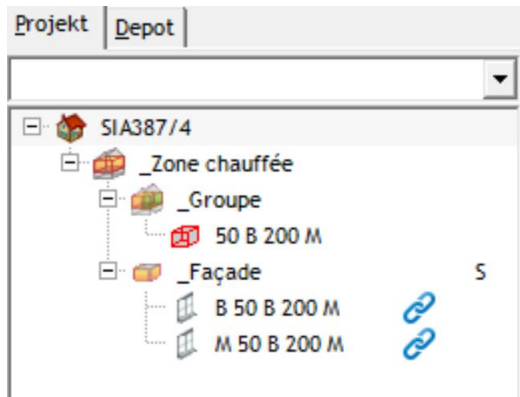 Projekt Depot
SIA387/4
_Zone chauffée
_Groupe
50 B 200 M
_Façade S
B 50 B 200 M
M 50 B 200 M